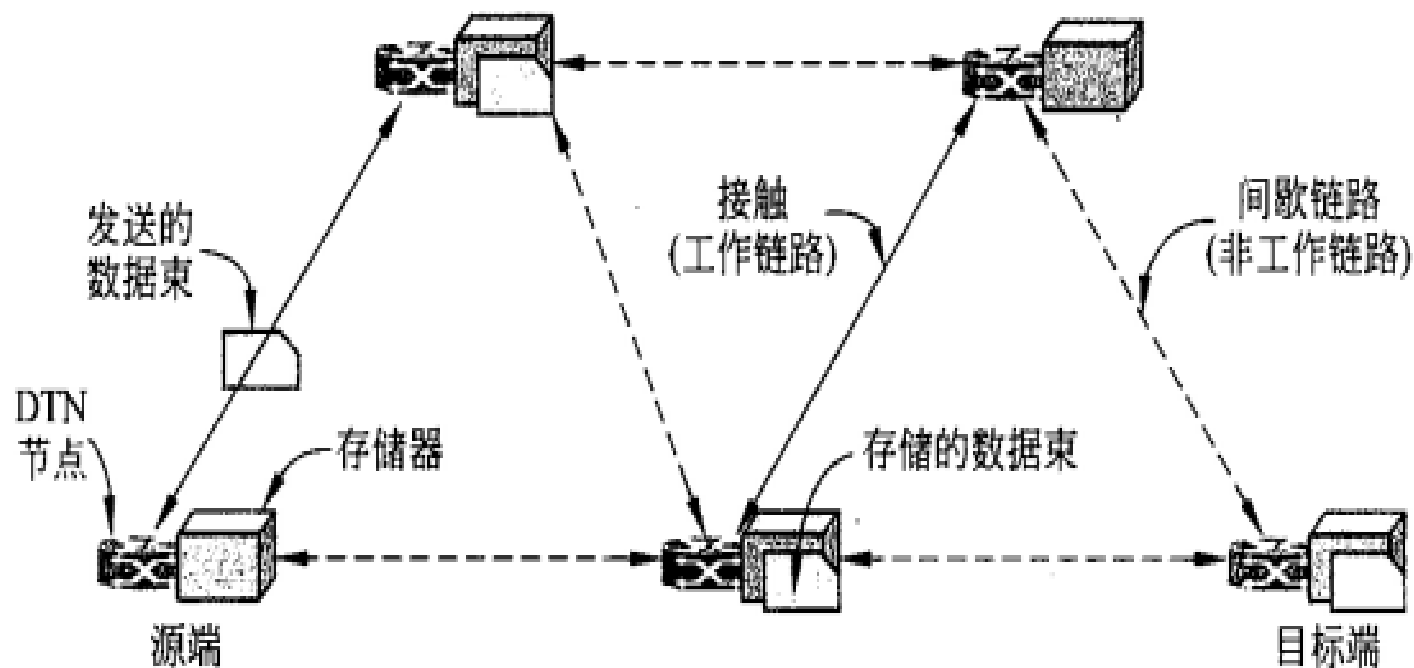 发送的
数据束
接触
(工作链路)
间歇链路
(非工作链路)
DTN
节点
存储器
存储的数据束
源端
目标端